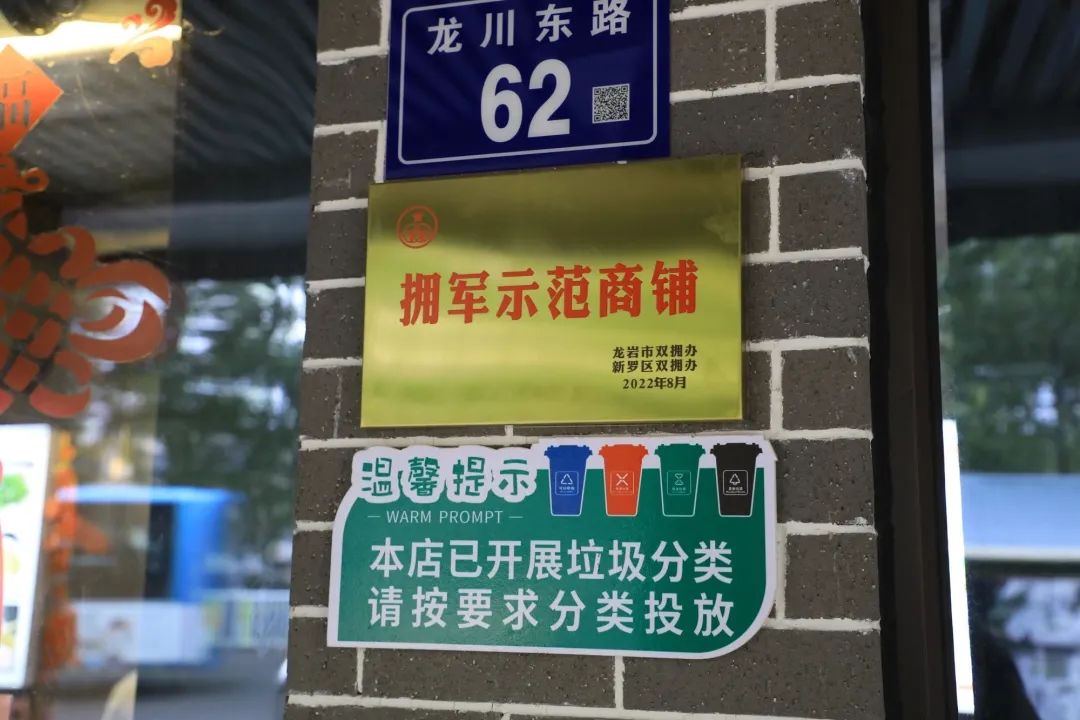 龙川东路
62
拥军示范商铺
龙岩市双拥办
新罗区双拥办
2022年8月
温馨提示
WARM PROMPT
本店已开展垃圾分类
请按要求分类投放